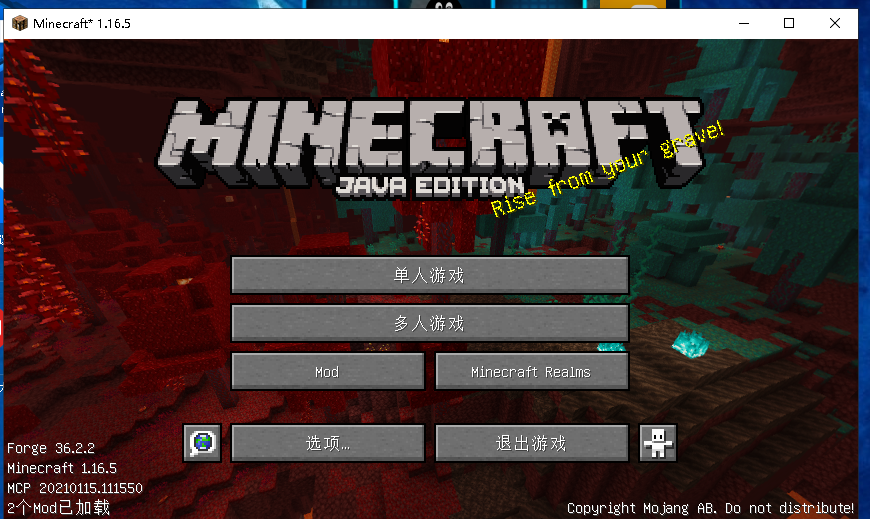 Minecraft* 1.16.5
MINECRAFT
JAVA EDITION
Rise from your grave!
单人游戏
多人游戏
Mod
Minecraft Realms
选项…
退出游戏
Forge 36.2.2
Minecraft 1.16.5
MCP 20210115.111550
2个Mod已加载
Copyright Mojang AB. Do not distribute!